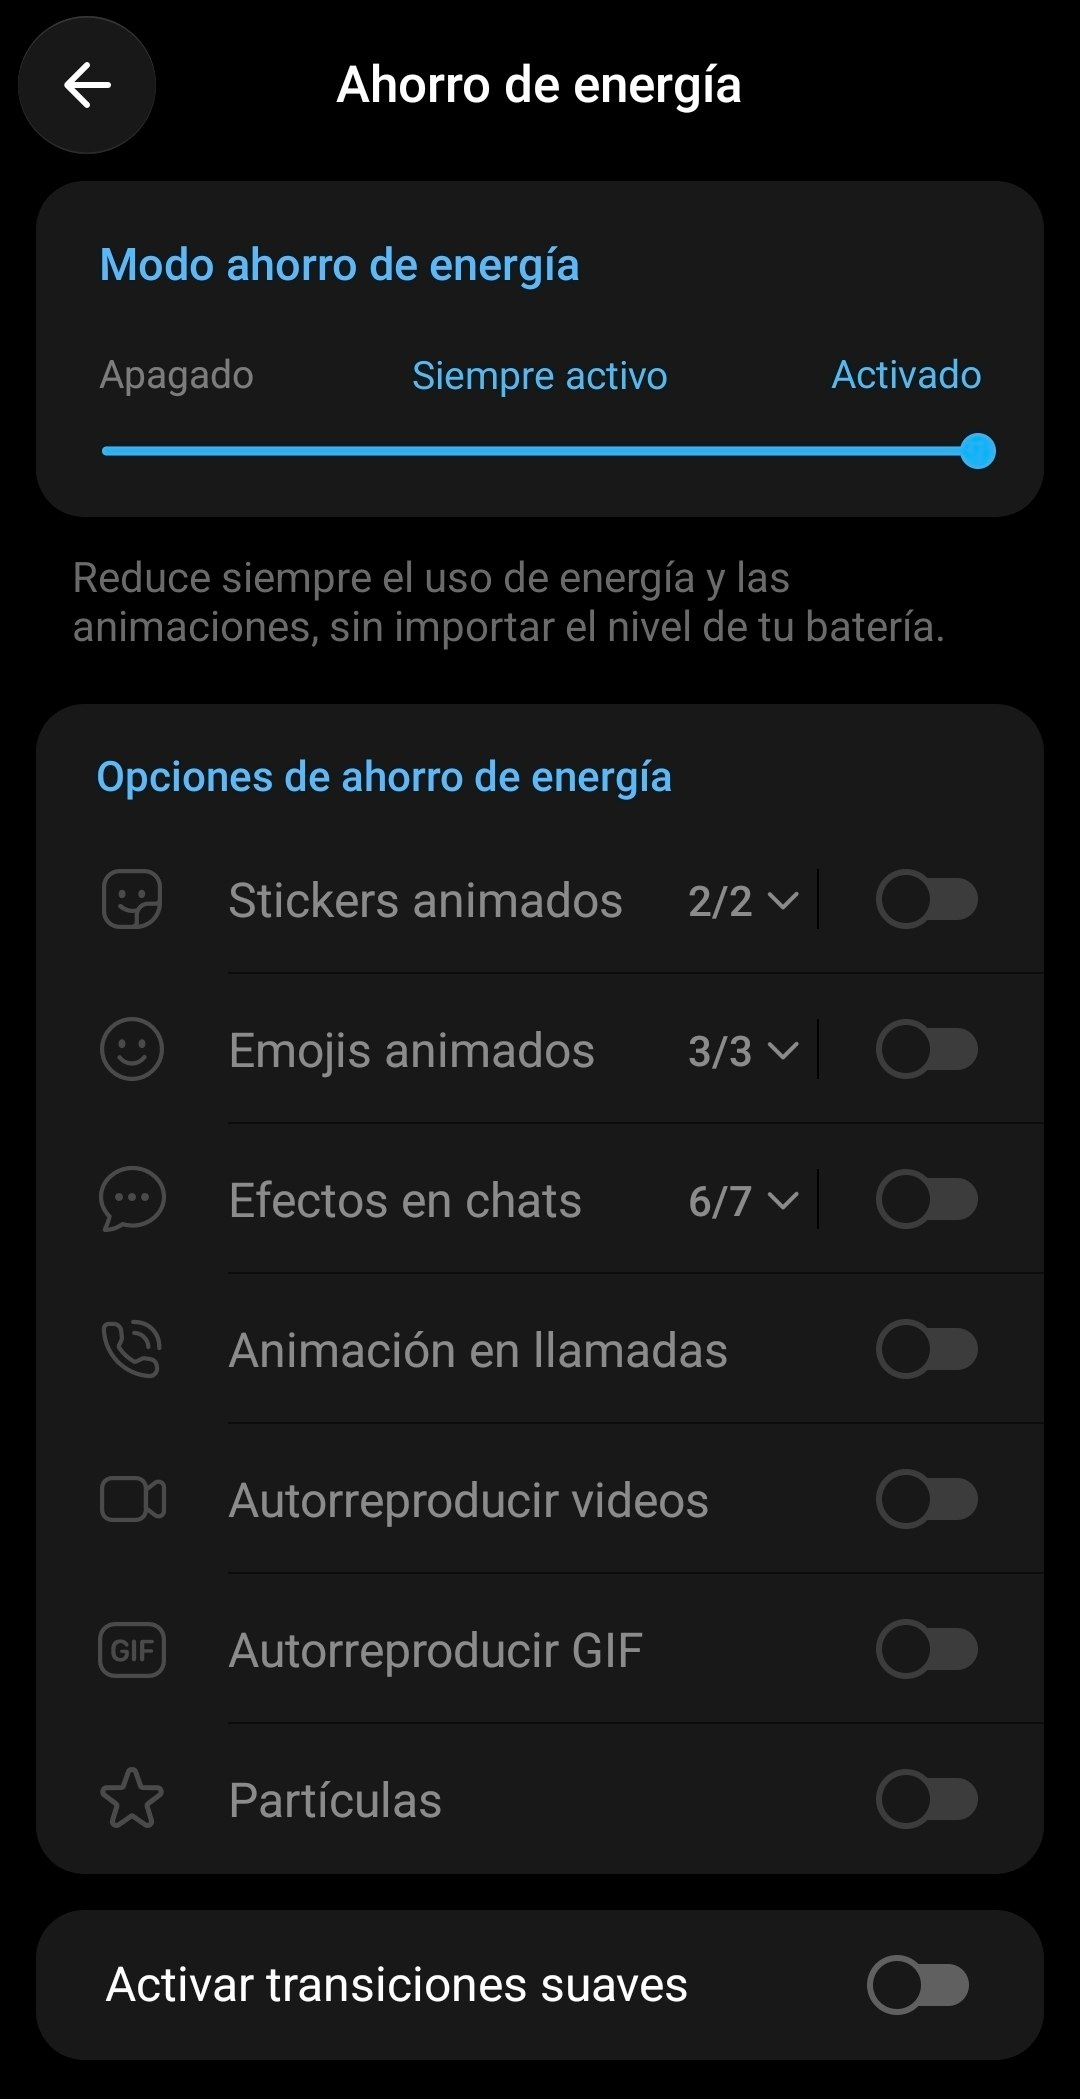 Ahorro de energía
Modo ahorro de energía
Apagado Siempre activo Activado
Reduce siempre el uso de energía y las
animaciones, sin importar el nivel de tu batería.
Opciones de ahorro de energía
Stickers animados 2/2
Emojis animados 3/3
Efectos en chats 6/7
Animación en llamadas
Autorreproducir videos
GIF Autorreproducir GIF
Partículas
Activar transiciones suaves